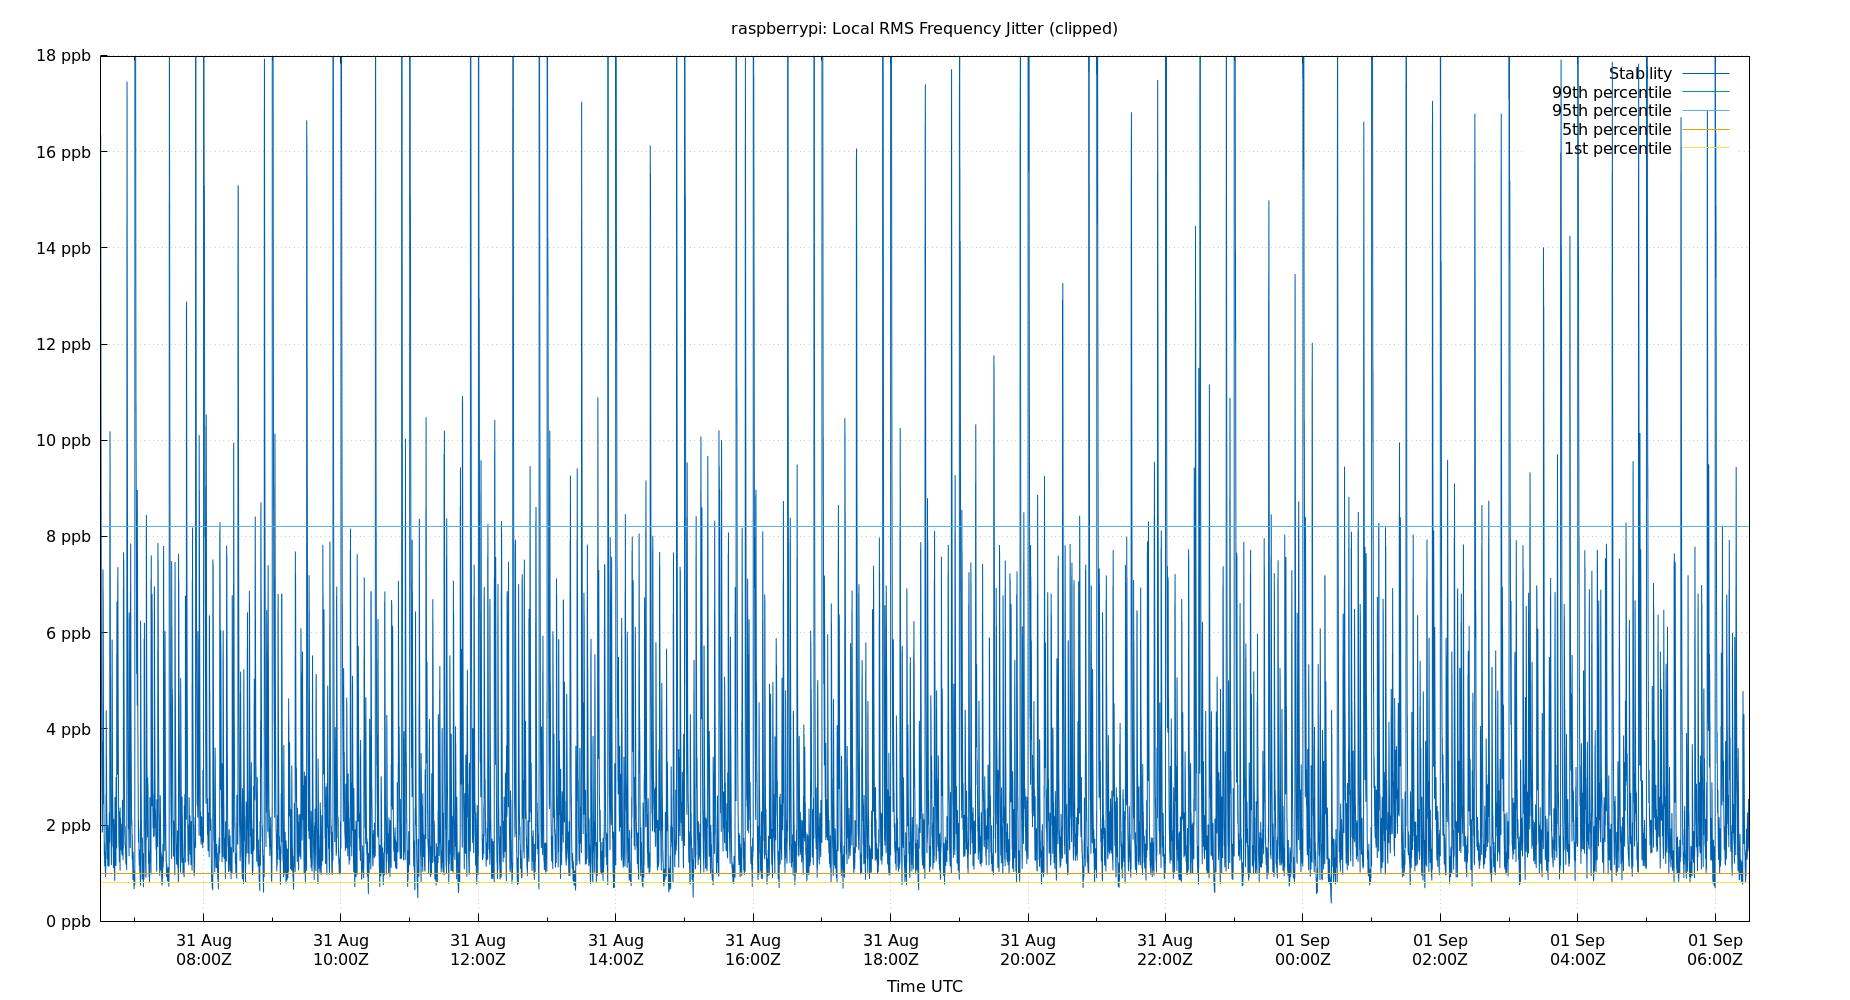 raspberrypi: Local RMS Frequency Jitter (clipped)
18 ppb
16 ppb
14 ppb
12 ppb
10 ppb
8 ppb
6 ppb
4 ppb
2 ppb
0 ppb
Stability
99th percentile
95th percentile
5th percentile
1st percentile
31 Aug 31 Aug 31 Aug 31 Aug 31 Aug 31 Aug 31 Aug 31 Aug 01 Sep 01 Sep 01 Sep 01 Sep
08:00Z 10:00Z 12:00Z 14:00Z 16:00Z 18:00Z 20:00Z 22:00Z 00:00Z 02:00Z 04:00Z 06:00Z
Time UTC